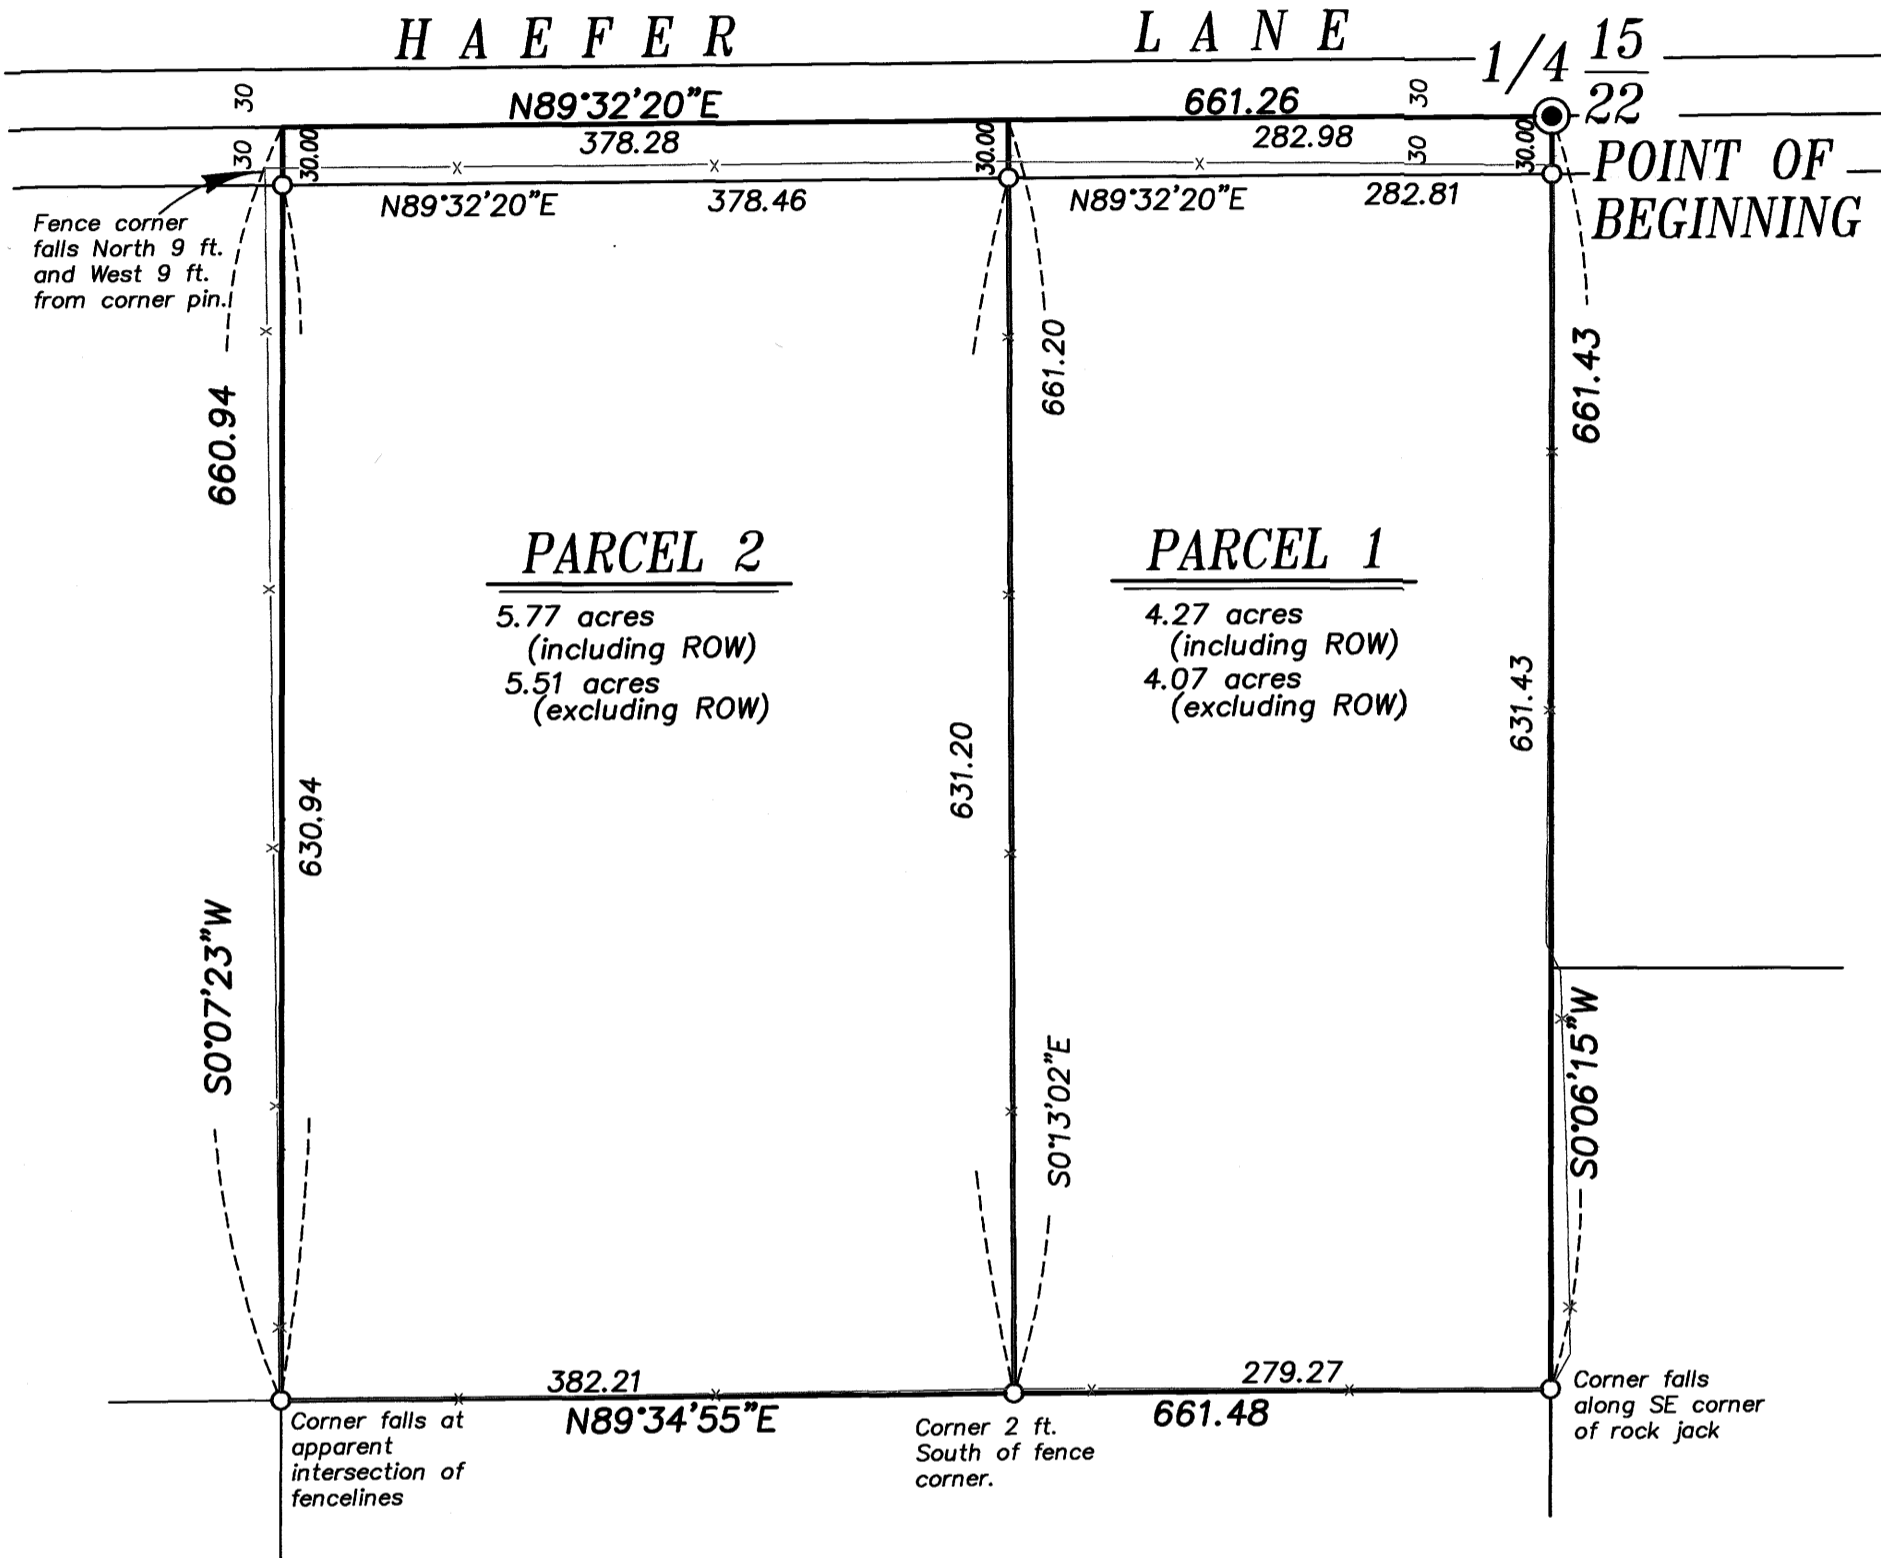 HAEFER LANE
1/4 15/22
POINT OF
BEGINNING
30
N89°32'20"E
661.26
30
378.28
282.98
30
30.00
30.00
30
30.00
N89°32'20"E
378.46
N89°32'20"E
282.81
Fence corner
falls North 9 ft.
and West 9 ft.
from corner pin.
660.94
661.20
661.43
PARCEL 2
5.77 acres
(including ROW)
5.51 acres
(excluding ROW)
PARCEL 1
4.27 acres
(including ROW)
4.07 acres
(excluding ROW)
630.94
631.20
631.43
S0°07'23"W
S0°13'02"E
S0°06'15"W
382.21
279.27
N89°34'55"E
661.48
Corner falls at
apparent
intersection of
fencelines
Corner 2 ft.
South of fence
corner.
Corner falls
along SE corner
of rock jack